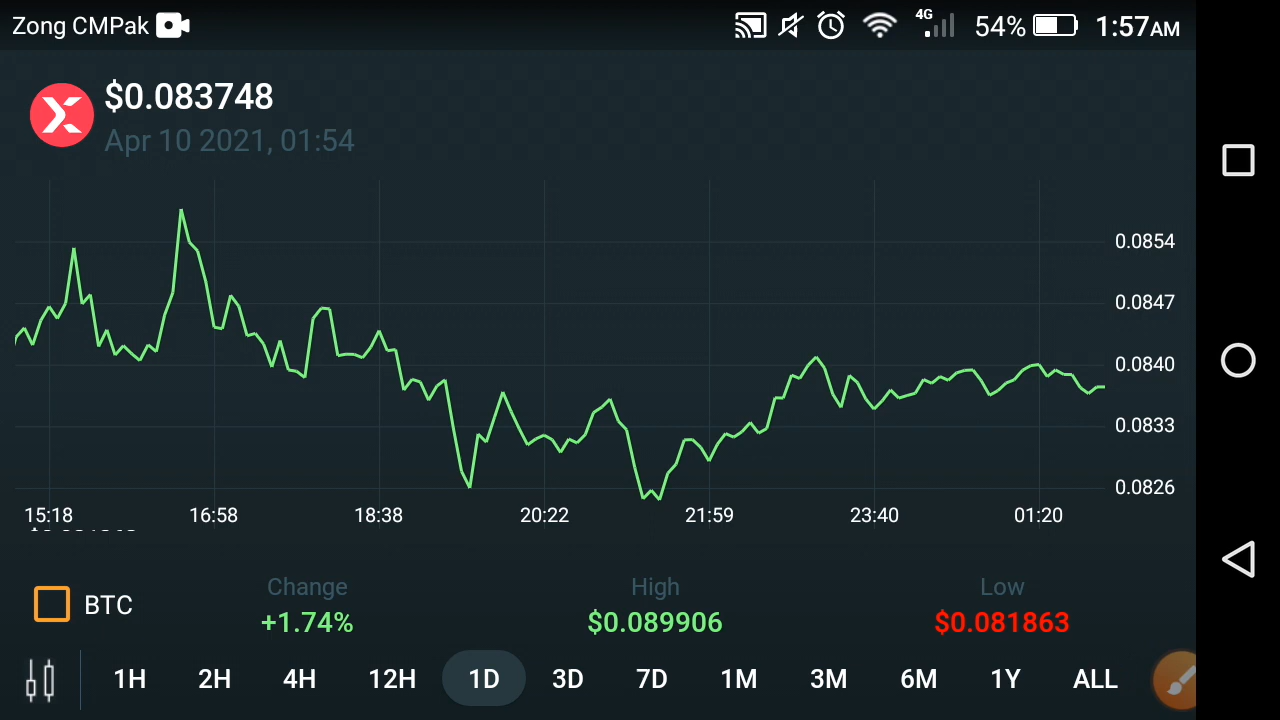 Zong CMPak 4G 54% 1:57AM
$0.083748
Apr 10 2021, 01:54
0.0854
0.0847
0.0840
0.0833
0.0826
15:18 16:58 18:38 20:22 21:59 23:40 01:20
BTC
Change High Low
+1.74% $0.089906 $0.081863
1H 2H 4H 12H 1D 3D 7D 1M 3M 6M 1Y ALL